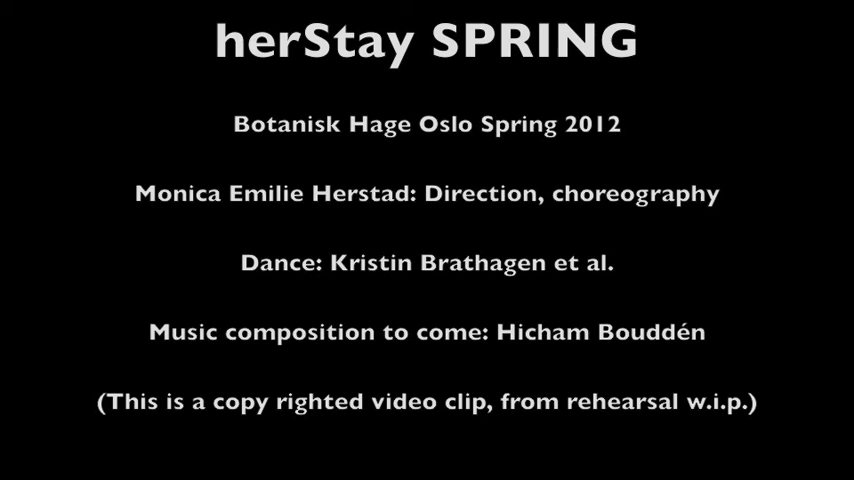 herStay SPRING
Botanisk Hage Oslo Spring 2012
Monica Emilie Herstad: Direction, choreography
Dance: Kristin Brathagen et al.
Music composition to come: Hicham Bouddén
(This is a copy righted video clip, from rehearsal w.i.p.)